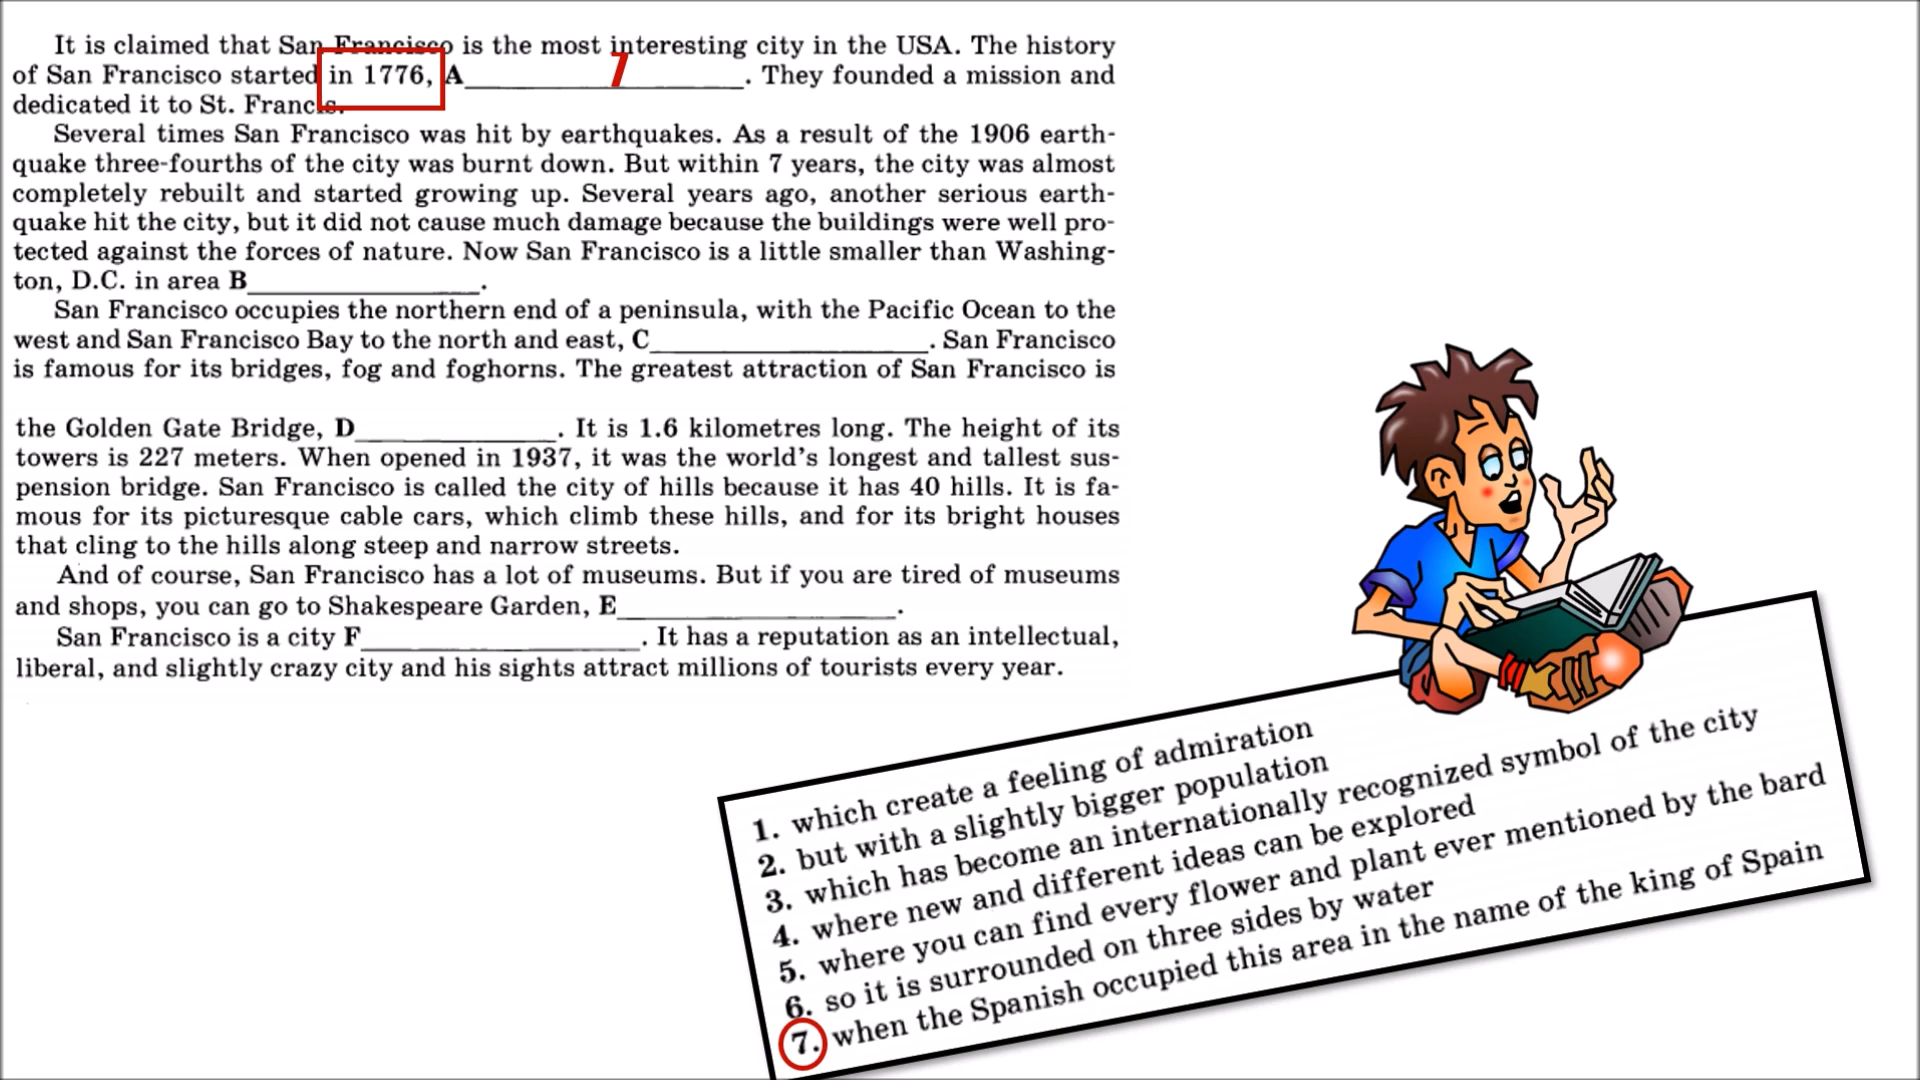 It is claimed that San Francisco is the most interesting city in the USA. The history
of San Francisco started in 1776, A 7. They founded a mission and
dedicated it to St. Francis.
Several times San Francisco was hit by earthquakes. As a result of the 1906 earth-
quake three-fourths of the city was burnt down. But within 7 years, the city was almost
completely rebuilt and started growing up. Several years ago, another serious earth-
quake hit the city, but it did not cause much damage because the buildings were well pro-
tected against the forces of nature. Now San Francisco is a little smaller than Washing-
ton, D.C. in area B____________.
San Francisco occupies the northern end of a peninsula, with the Pacific Ocean to the
west and San Francisco Bay to the north and east, C____________. San Francisco
is famous for its bridges, fog and foghorns. The greatest attraction of San Francisco is
the Golden Gate Bridge, D____________. It is 1.6 kilometres long. The height of its
towers is 227 meters. When opened in 1937, it was the world's longest and tallest sus-
pension bridge. San Francisco is called the city of hills because it has 40 hills. It is fa-
mous for its picturesque cable cars, which climb these hills, and for its bright houses
that cling to the hills along steep and narrow streets.
And of course, San Francisco has a lot of museums. But if you are tired of museums
and shops, you can go to Shakespeare Garden, E____________.
San Francisco is a city F____________. It has a reputation as an intellectual,
liberal, and slightly crazy city and his sights attract millions of tourists every year.
1. which create a feeling of admiration
2. but with a slightly bigger population
3. which has become an internationally recognized symbol of the city
4. where new and different ideas can be explored
5. where you can find every flower and plant ever mentioned by the bard
6. so it is surrounded on three sides by water
7. when the Spanish occupied this area in the name of the king of Spain